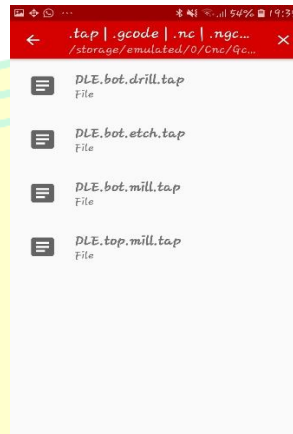 54% 19:3
.tap | .gcode | .nc | .ngc...
/storage/emulated/0/Cnc/Gc...
DLE.bot.drill.tap
File
DLE.bot.etch.tap
File
DLE.bot.mill.tap
File
DLE.top.mill.tap
File